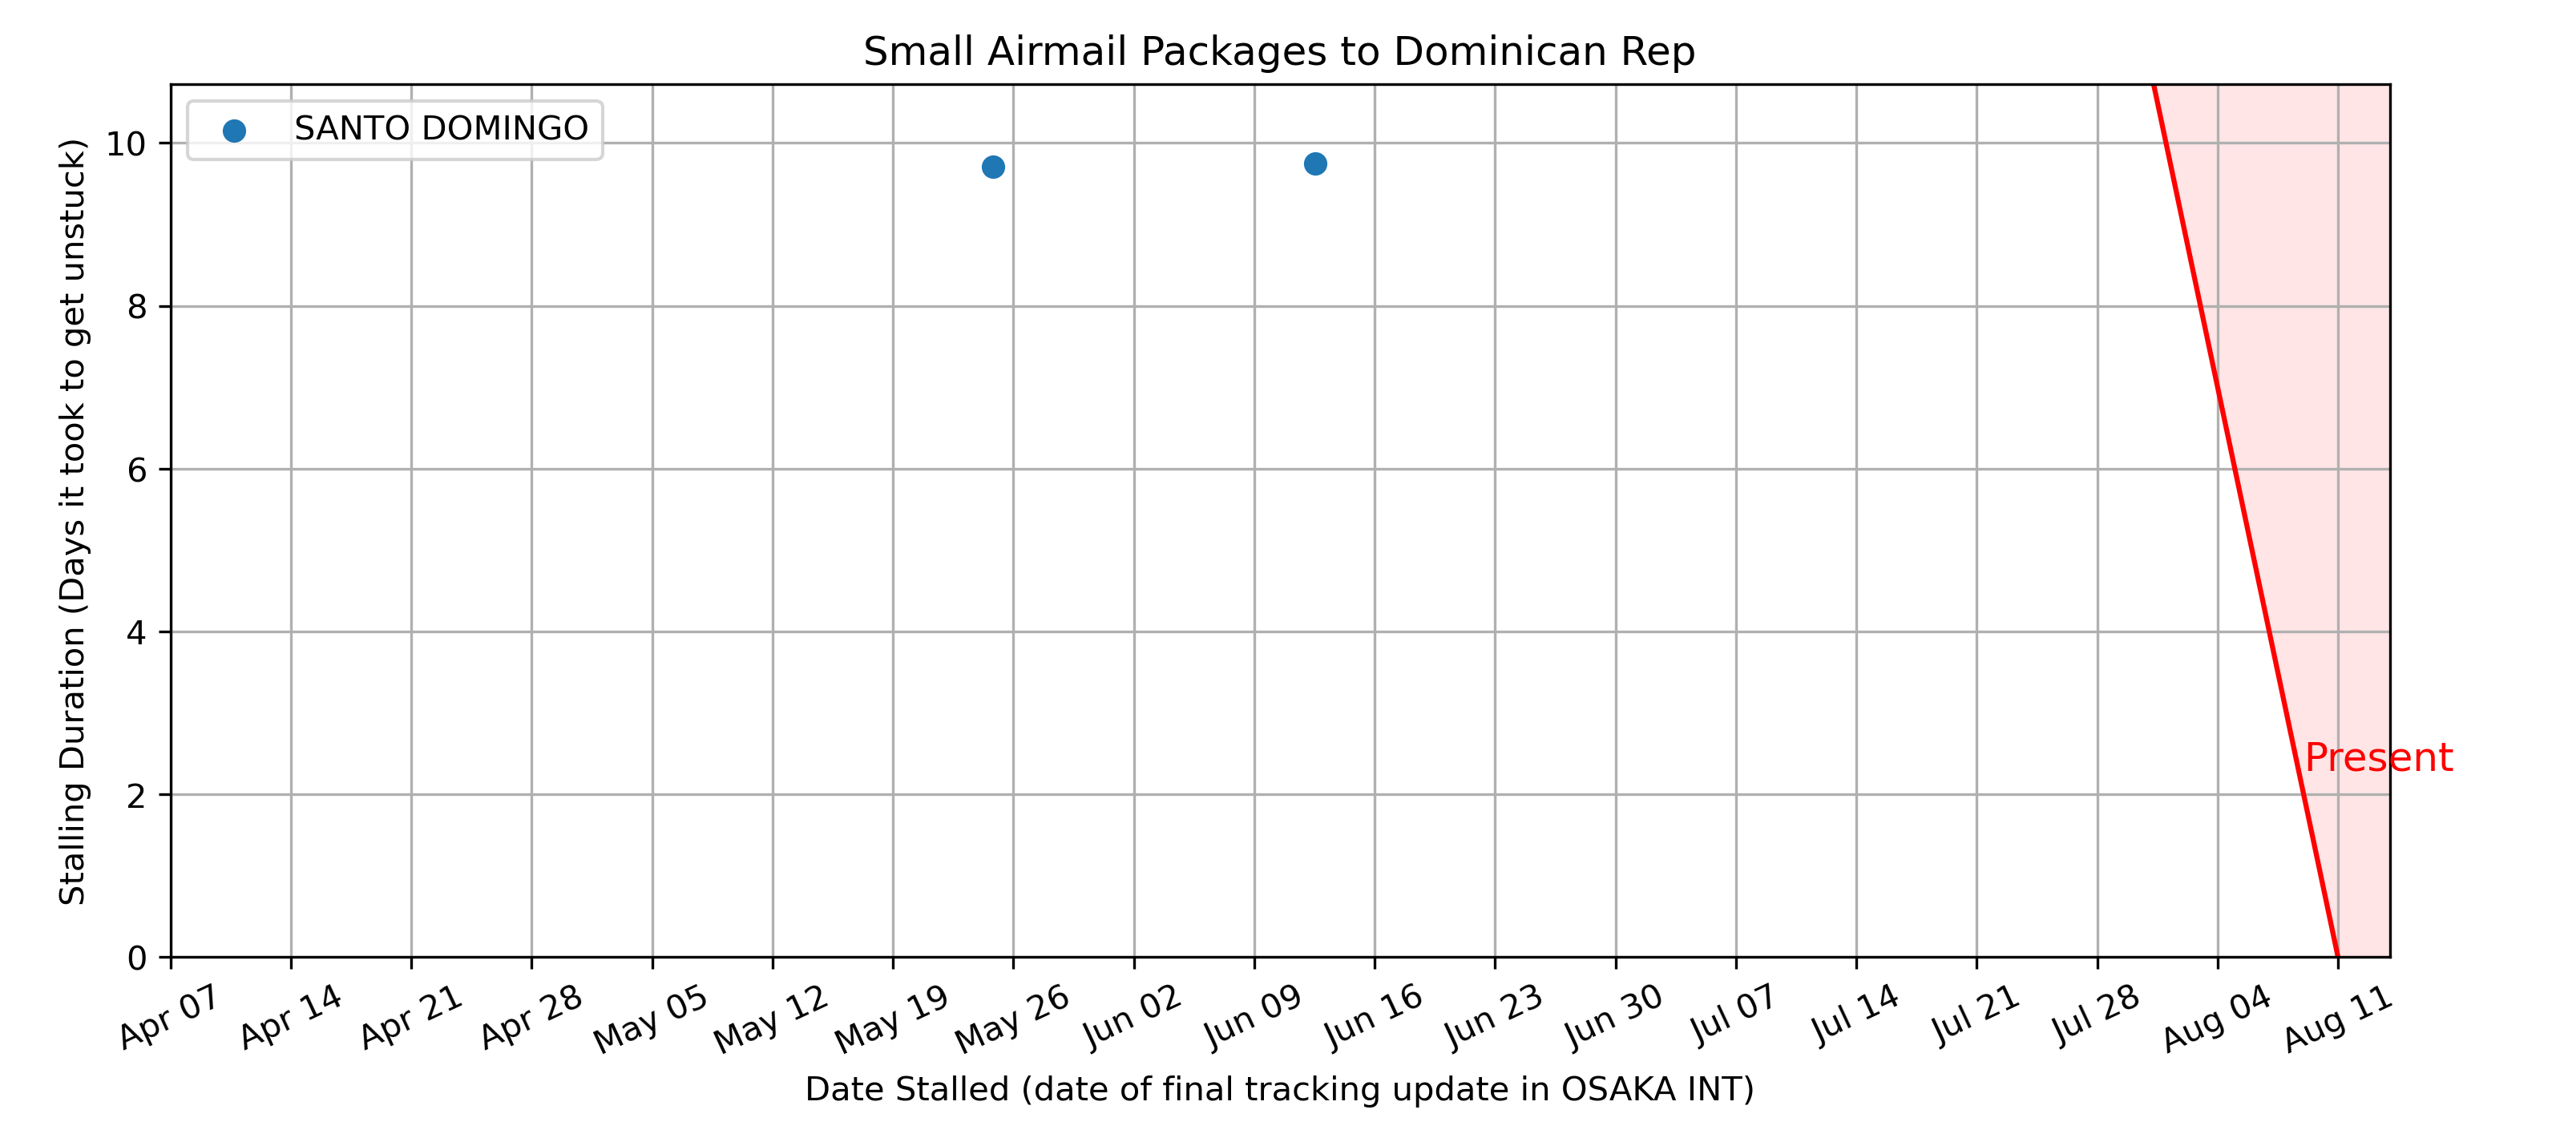 Small Airmail Packages to Dominican Rep
SANTO DOMINGO
Stalling Duration (Days it took to get unstuck)
10
8
6
4
2
0
Present
Apr 07
Apr 14
Apr 21
Apr 28
May 05
May 12
May 19
May 26
Jun 02
Jun 09
Jun 16
Jun 23
Jun 30
Jul 07
Jul 14
Jul 21
Jul 28
Aug 04
Aug 11
Date Stalled (date of final tracking update in OSAKA INT)